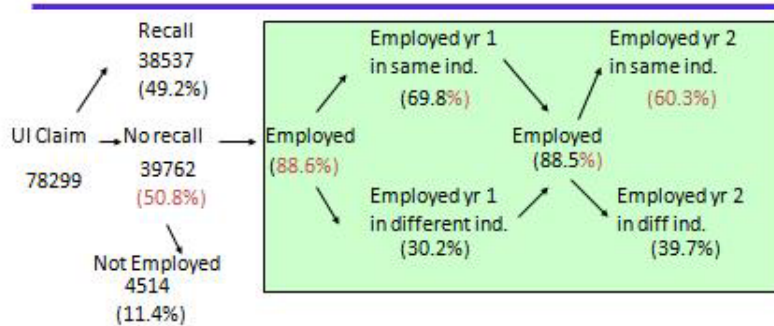 Recall
38537
(49.2%)
UI Claim
78299
No recall
39762
(50.8%)
Not Employed
4514
(11.4%)
Employed
(88.6%)
Employed yr 1
in same ind.
(69.8%)
Employed yr 1
in different ind.
(30.2%)
Employed
(88.5%)
Employed yr 2
in same ind.
(60.3%)
Employed yr 2
in diff ind.
(39.7%)